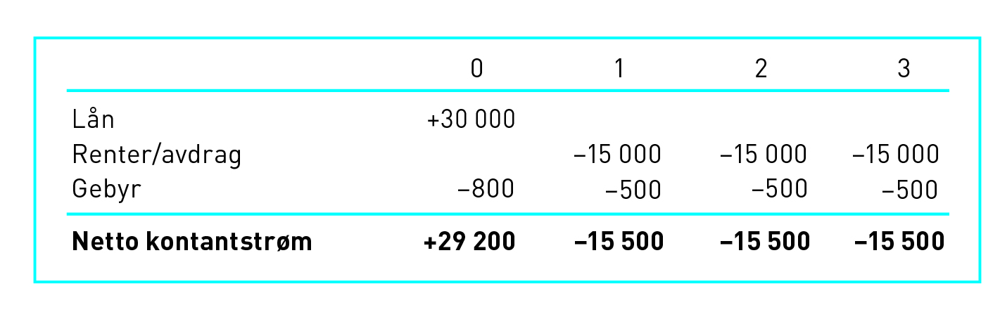 0 1 2 3
Lån +30 000
Renter/avdrag –15 000 –15 000 –15 000
Gebyr –800 –500 –500 –500
Netto kontantstrøm +29 200 –15 500 –15 500 –15 500